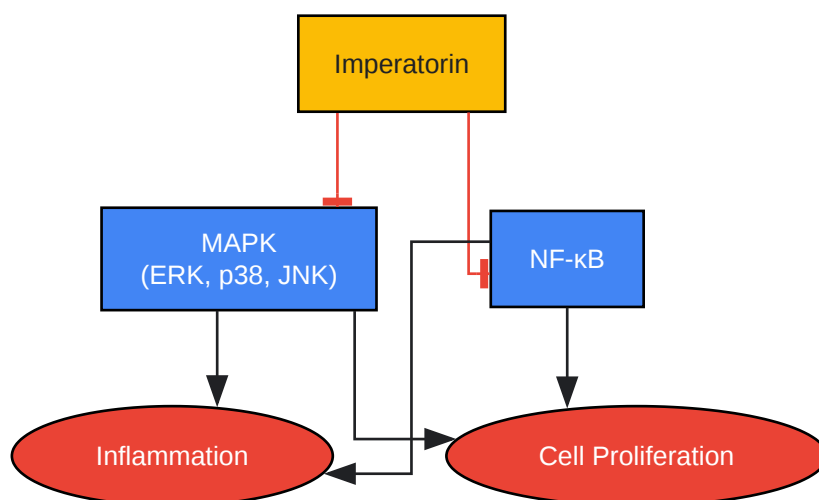 Imperatorin
MAPK
(ERK, p38, JNK)
NF-κB
Inflammation
Cell Proliferation